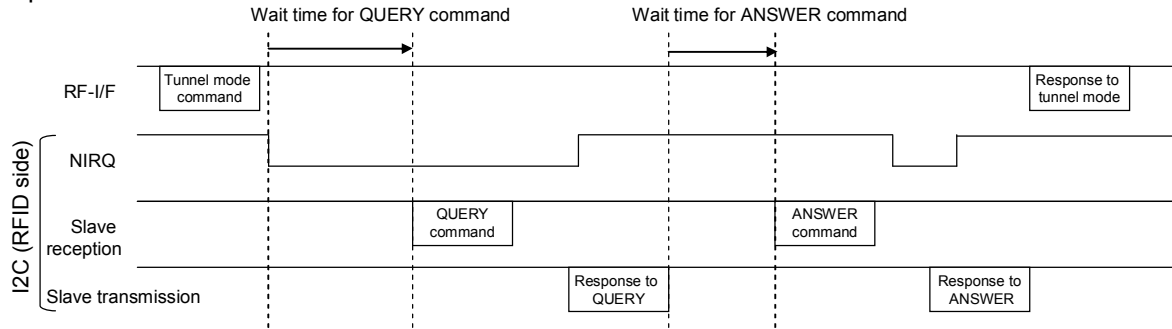 Wait time for QUERY command
Wait time for ANSWER command
RF-I/F
Tunnel mode
command
Response to
tunnel mode
I2C (RFID side)
NIRQ
Slave
reception
QUERY
command
ANSWER
command
Slave transmission
Response to
QUERY
Response to
ANSWER